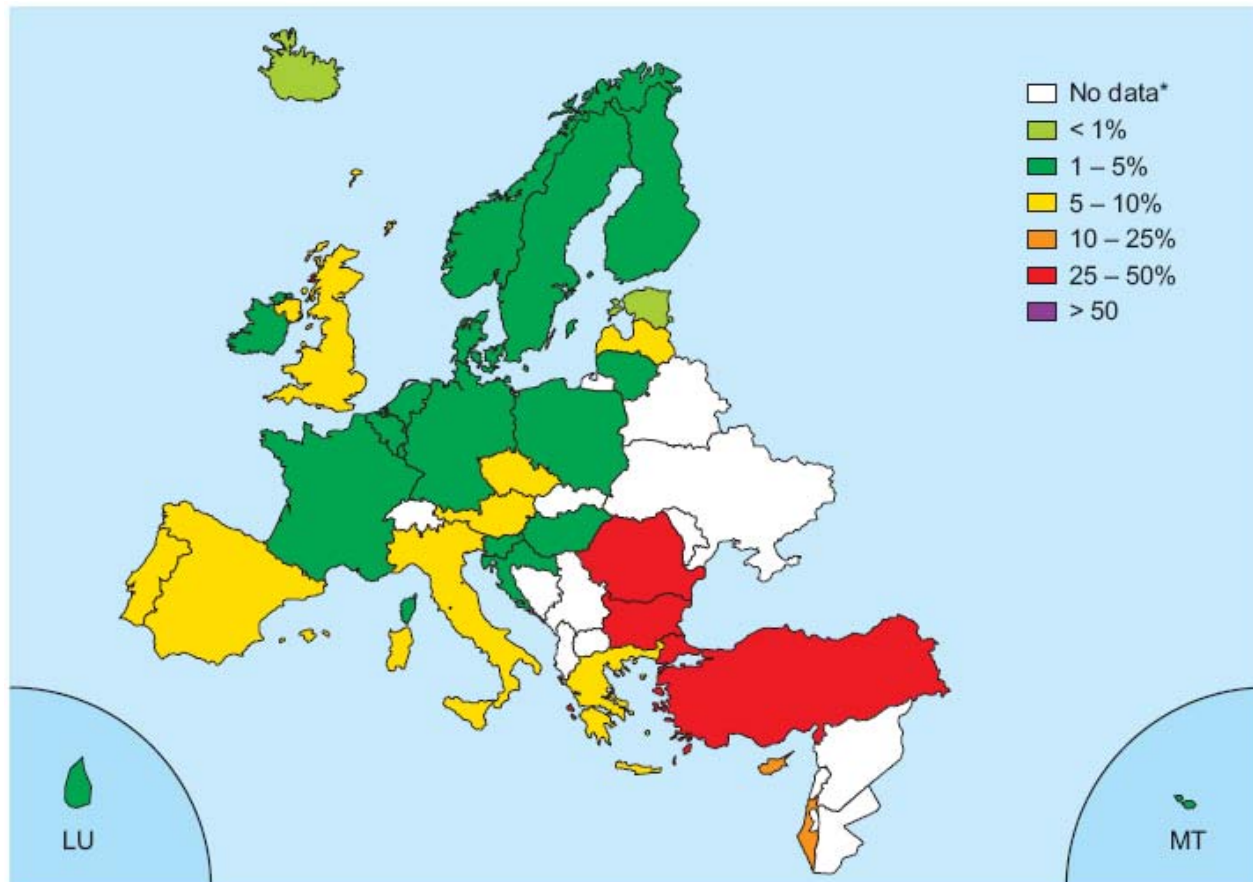 No data*
< 1%
1 – 5%
5 – 10%
10 – 25%
25 – 50%
> 50
LU
MT